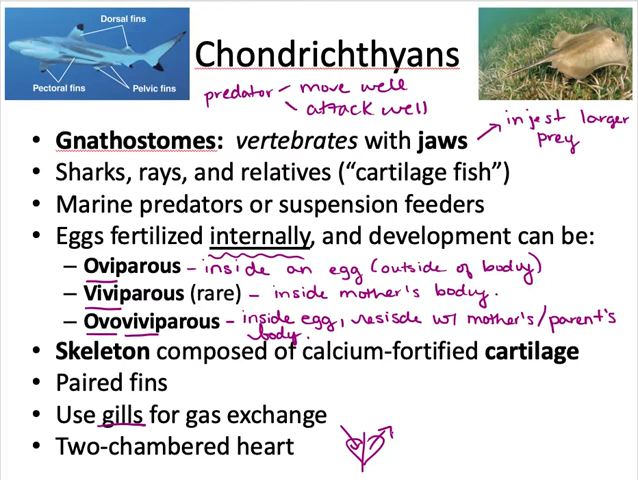 Dorsal fins
Pectoral fins
Pelvic fins
Chondrichthyans
predator - move well
- attack well
• Gnathostomes: vertebrates with jaws
→ injest larger
prey
• Sharks, rays, and relatives (“cartilage fish”)
• Marine predators or suspension feeders
• Eggs fertilized internally, and development can be:
– Oviparous - inside an egg (outside of body)
– Viviparous (rare) - inside mother's body.
– Ovoviviparous - inside egg, resisde w/ mother's/parent's
body.
• Skeleton composed of calcium-fortified cartilage
• Paired fins
• Use gills for gas exchange
• Two-chambered heart